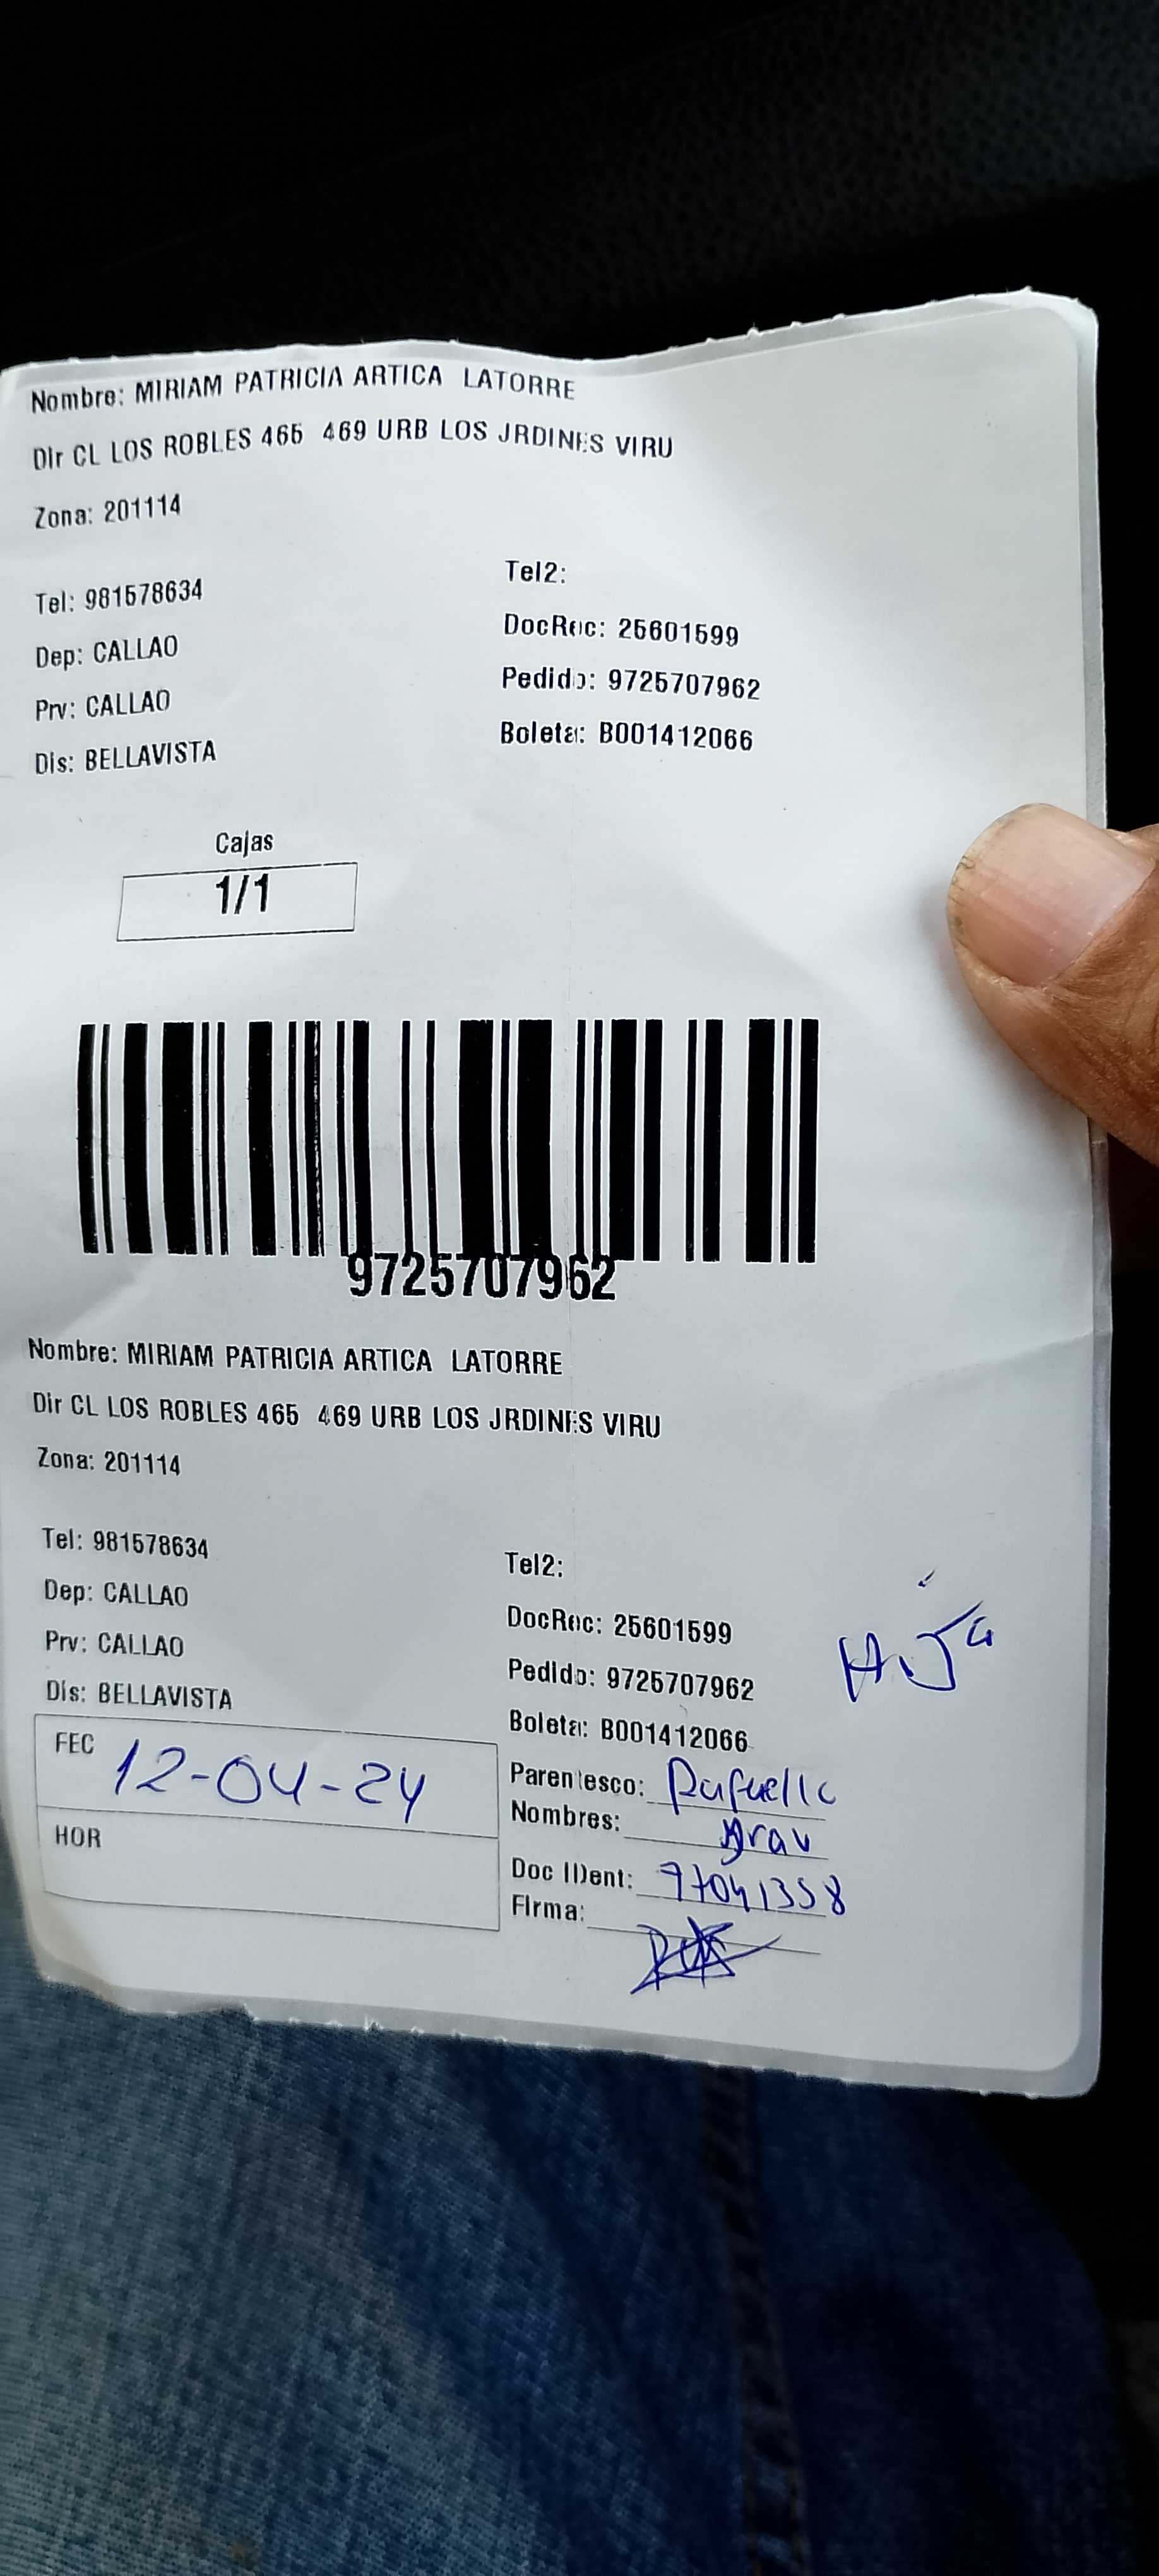 Nombre: MIRIAM PATRICIA ARTICA LATORRE
Dir CL LOS ROBLES 465 469 URB LOS JRDINES VIRU
Zona: 201114
Tel: 981578634
Tel2:
Dep: CALLAO
DocRec: 25601599
Prv: CALLAO
Pedido: 9725707962
Dis: BELLAVISTA
Boleta: B001412066
Cajas
1/1
9725707962
Nombre: MIRIAM PATRICIA ARTICA LATORRE
Dir CL LOS ROBLES 465 469 URB LOS JRDINES VIRU
Zona: 201114
Tel: 981578634
Tel2:
Dep: CALLAO
DocRec: 25601599
Hija
Prv: CALLAO
Pedido: 9725707962
Dis: BELLAVISTA
Boleta: B001412066
FEC 12-04-24
Parentesco: Rafuella
Nombres:
HOR
Doc IDent: 97041358
Firma: